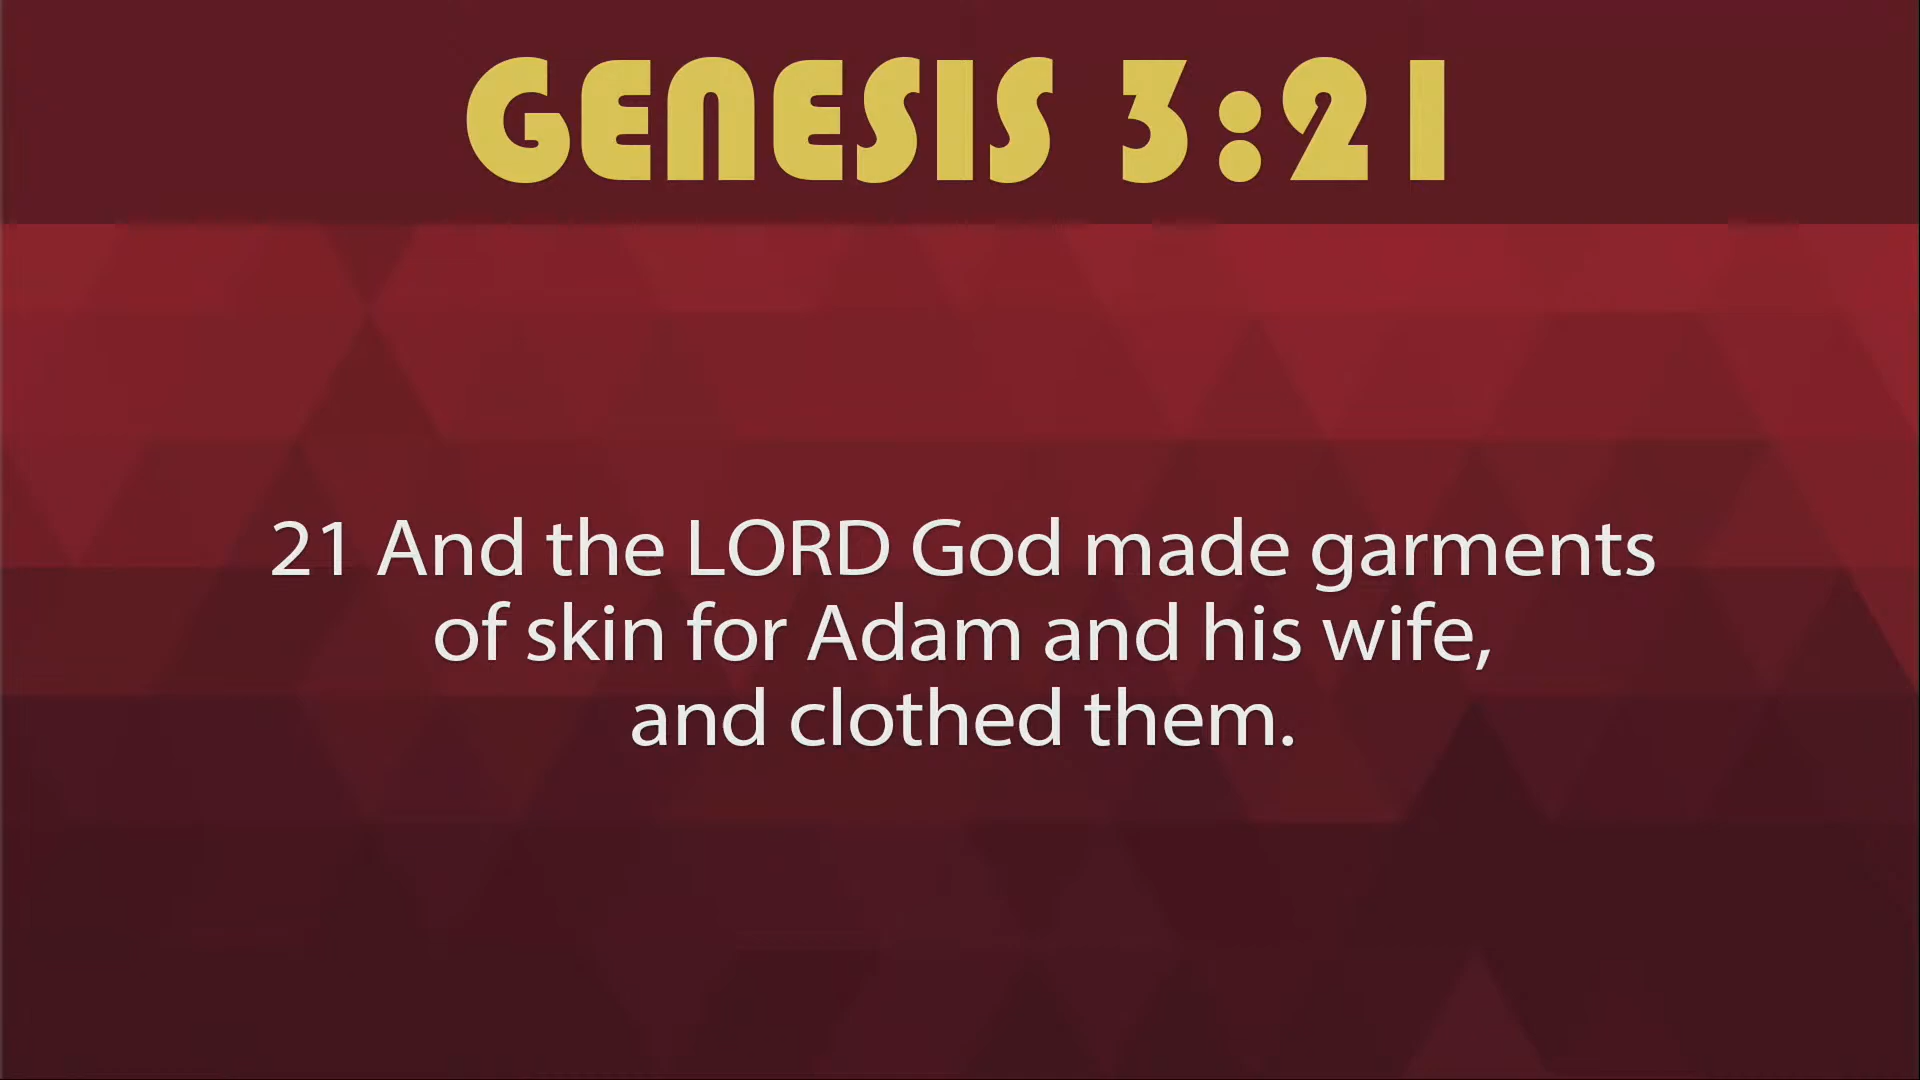 GENESIS 3:21
21 And the LORD God made garments
of skin for Adam and his wife,
and clothed them.